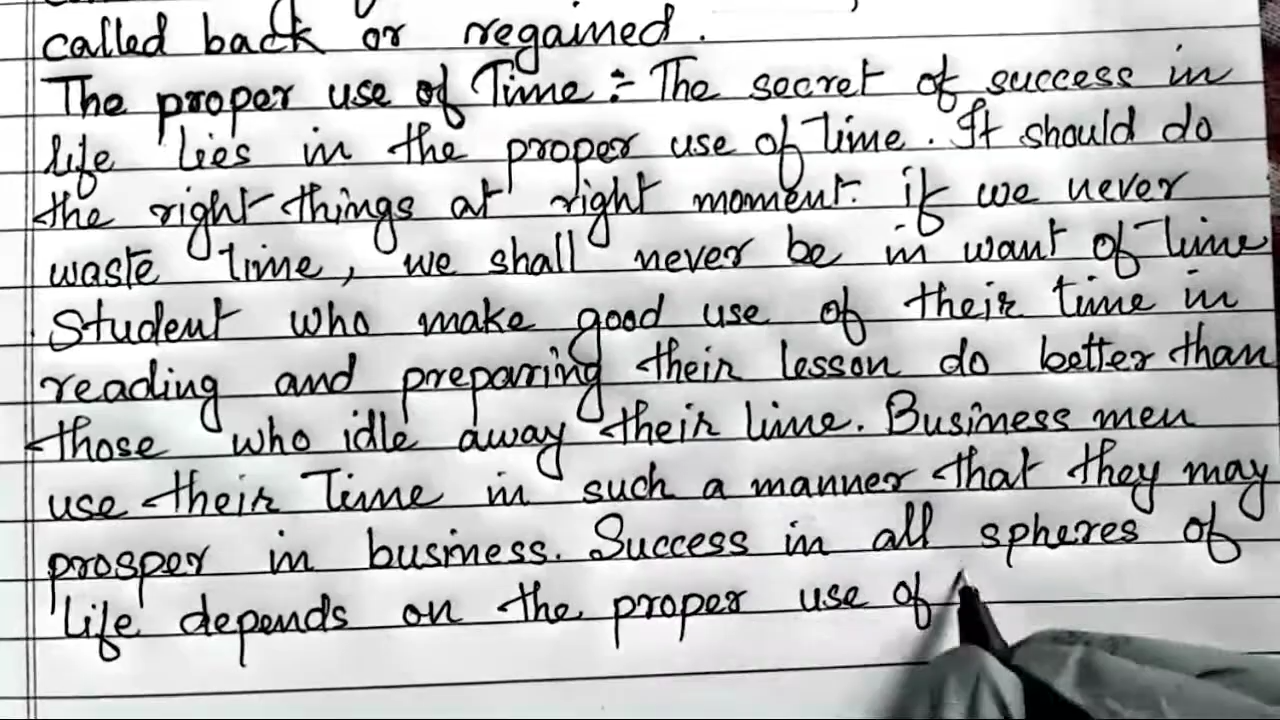 called back or regained.
The proper use of Time :- The secret of success in
life lies in the proper use of time. It should do
the right things at right moment. if we never
waste time, we shall never be in want of time
Student who make good use of their time in
reading and preparing their lesson do better than
those who idle away their time. Business men
use their Time in such a manner that they may
prosper in business. Success in all spheres of
life depends on the proper use of